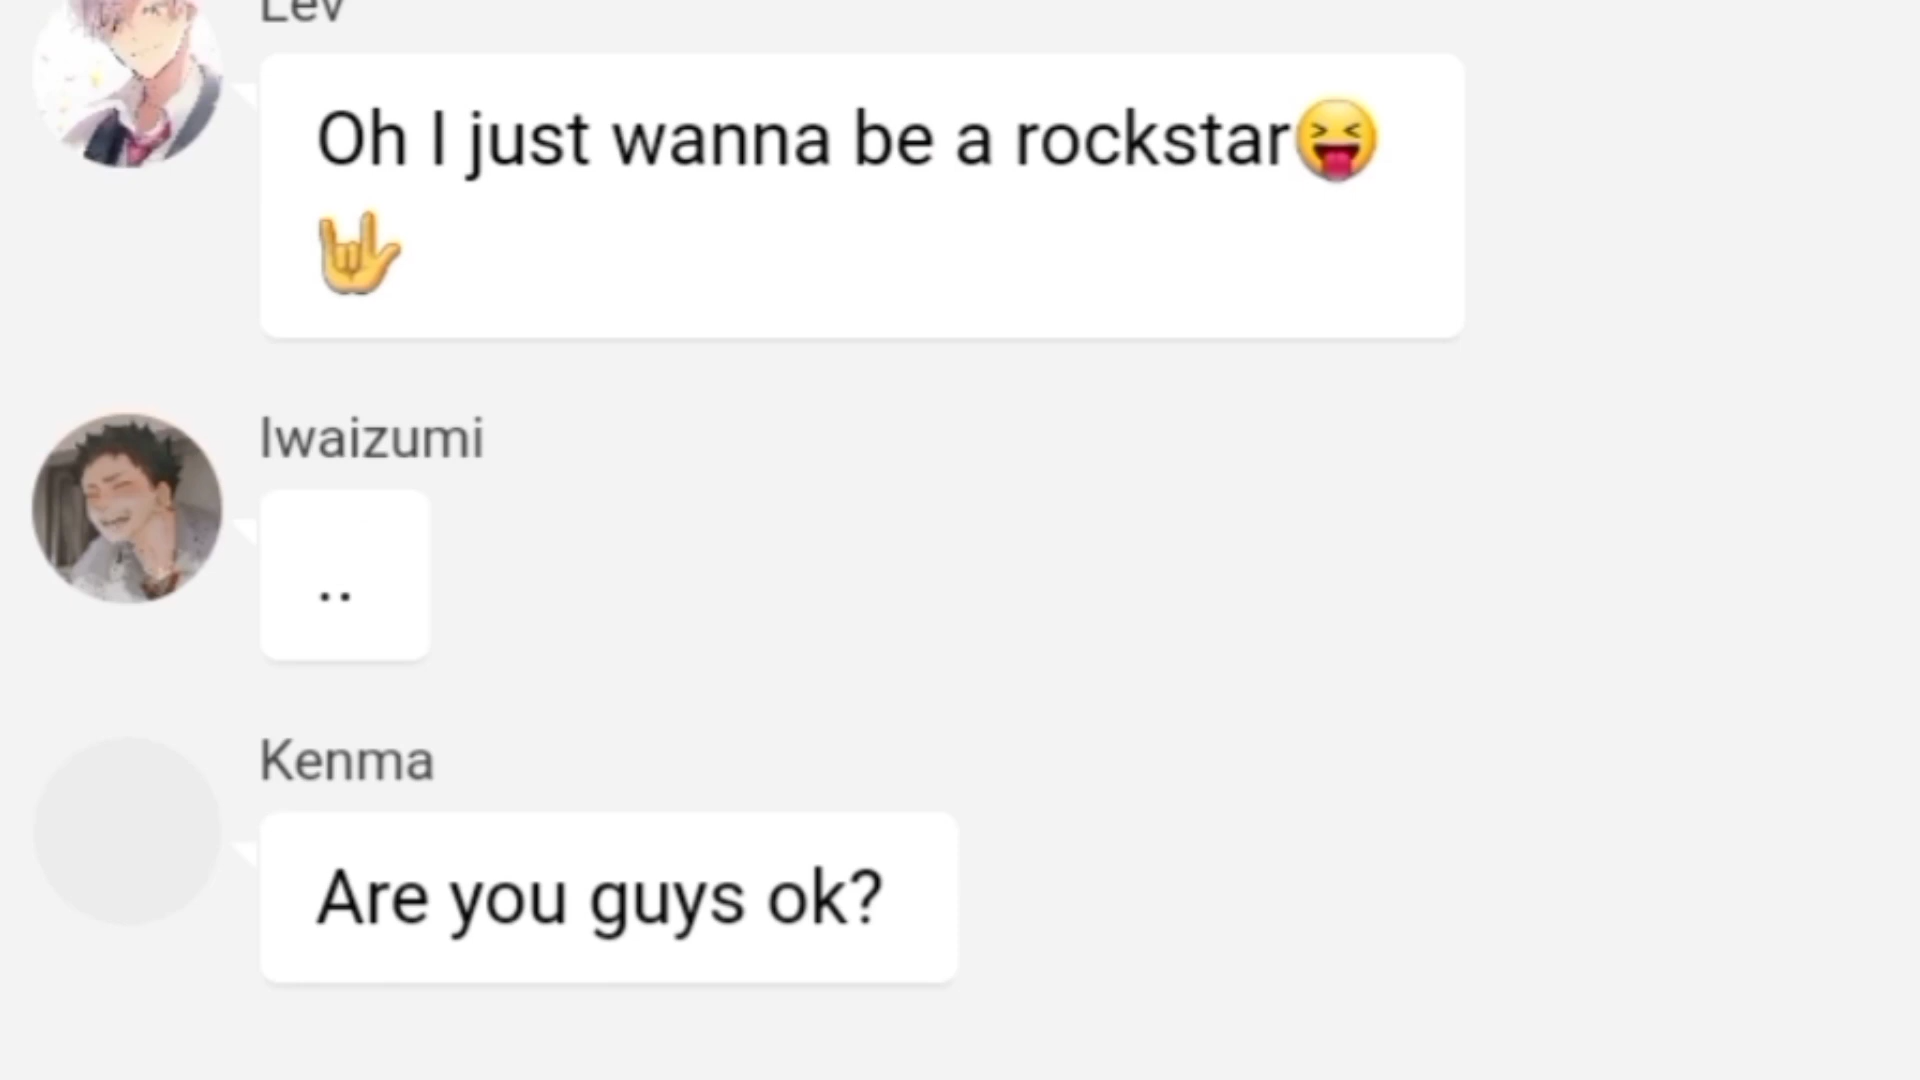 Lev
Oh I just wanna be a rockstar😝
🤟
Iwaizumi
..
Kenma
Are you guys ok?